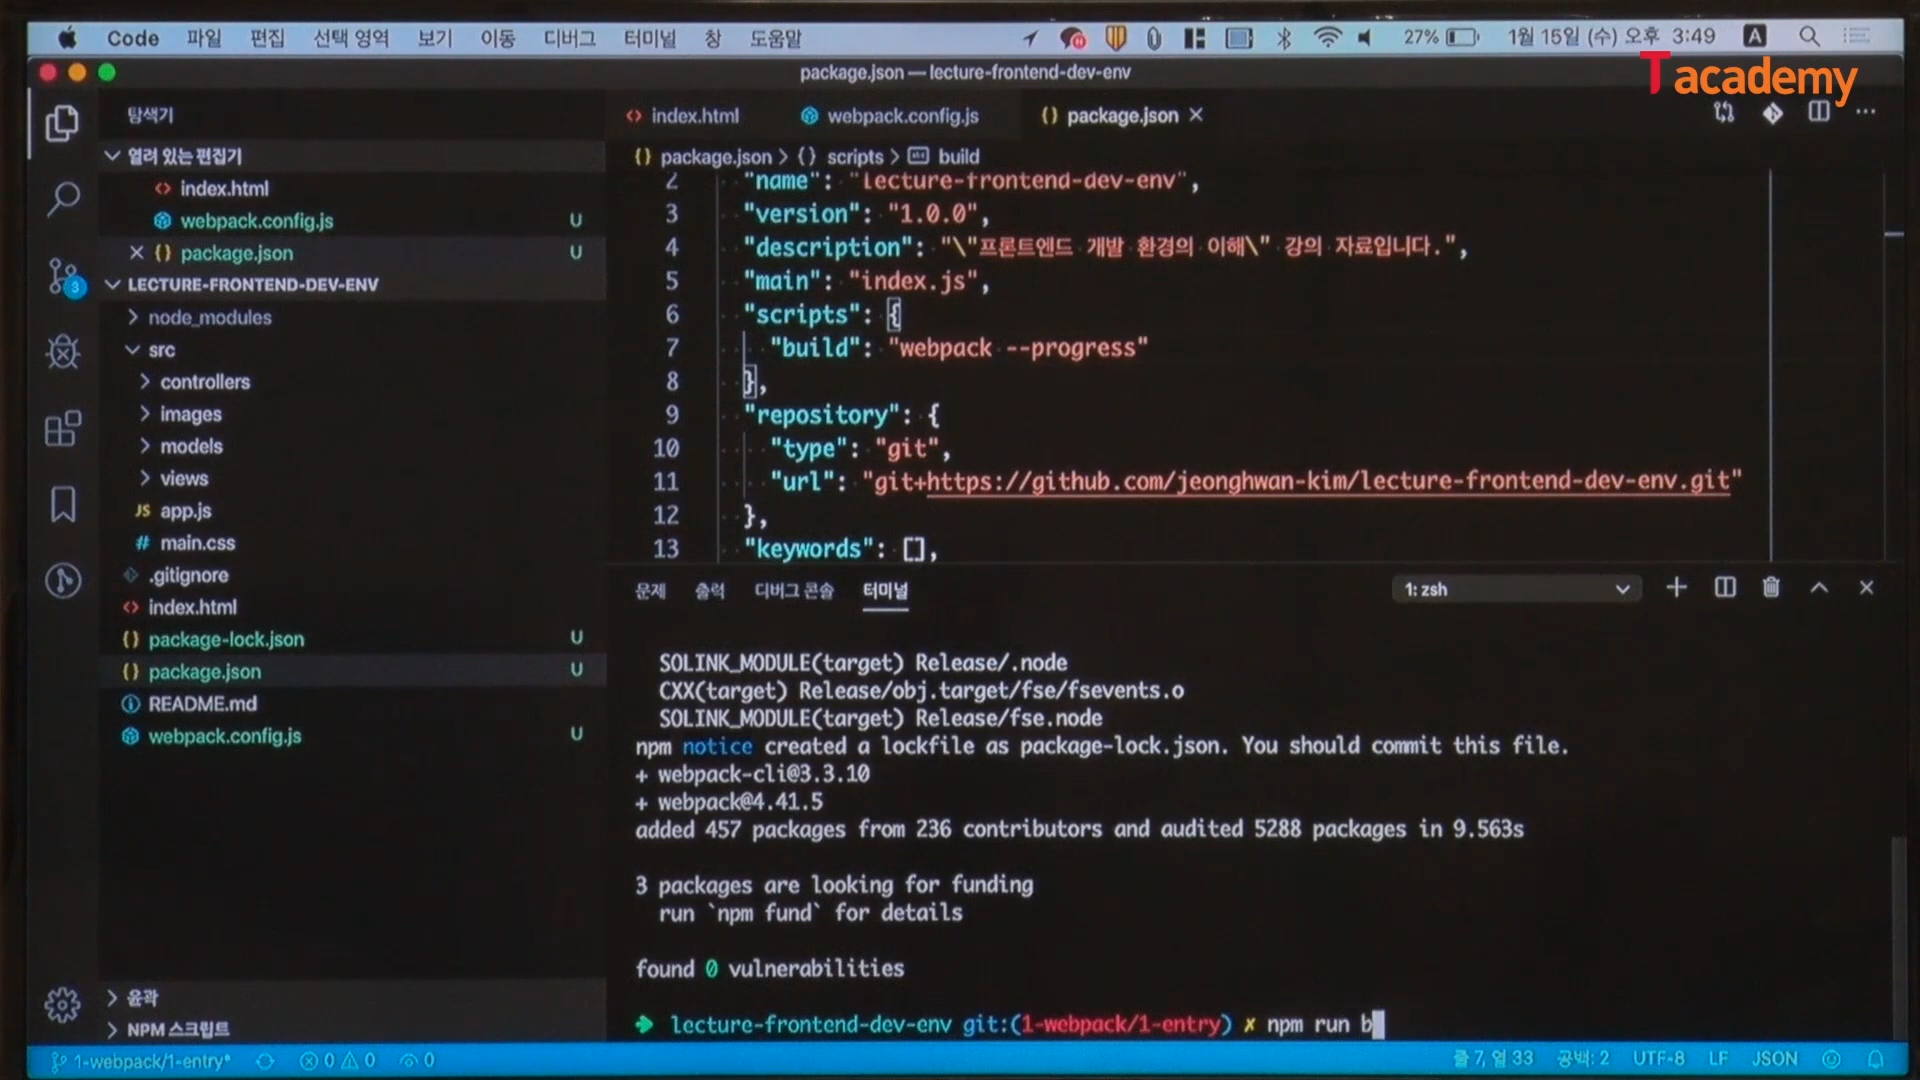 Code 파일 편집 선택 영역 보기 이동 디버그 터미널 창 도움말 27% 1월 15일 (수) 오후 3:49 A
package.json — lecture-frontend-dev-env
T academy
탐색기
열려 있는 편집기
index.html
webpack.config.js U
package.json U
LECTURE-FRONTEND-DEV-ENV
node_modules
src
controllers
images
models
views
JS app.js
# main.css
.gitignore
index.html
{} package-lock.json U
{} package.json U
README.md
webpack.config.js U
윤곽
NPM 스크립트
3
<> index.html webpack.config.js {} package.json ×
{} package.json > {} scripts > build
2 "name": "lecture-frontend-dev-env",
3 "version": "1.0.0",
4 "description": "\"프론트엔드 개발 환경의 이해\" 강의 자료입니다.",
5 "main": "index.js",
6 "scripts": {
7 "build": "webpack --progress"
8 },
9 "repository": {
10 "type": "git",
11 "url": "git+https://github.com/jeonghwan-kim/lecture-frontend-dev-env.git"
12 },
13 "keywords": [],
문제 출력 디버그 콘솔 터미널 1: zsh
SOLINK_MODULE(target) Release/.node
CXX(target) Release/obj.target/fse/fsevents.o
SOLINK_MODULE(target) Release/fse.node
npm notice created a lockfile as package-lock.json. You should commit this file.
+ webpack-cli@3.3.10
+ webpack@4.41.5
added 457 packages from 236 contributors and audited 5288 packages in 9.563s
3 packages are looking for funding
run `npm fund` for details
found 0 vulnerabilities
➜ lecture-frontend-dev-env git:(1-webpack/1-entry) ✗ npm run b
1-webpack/1-entry* 0 0 0 줄 7, 열 33 공백: 2 UTF-8 LF JSON